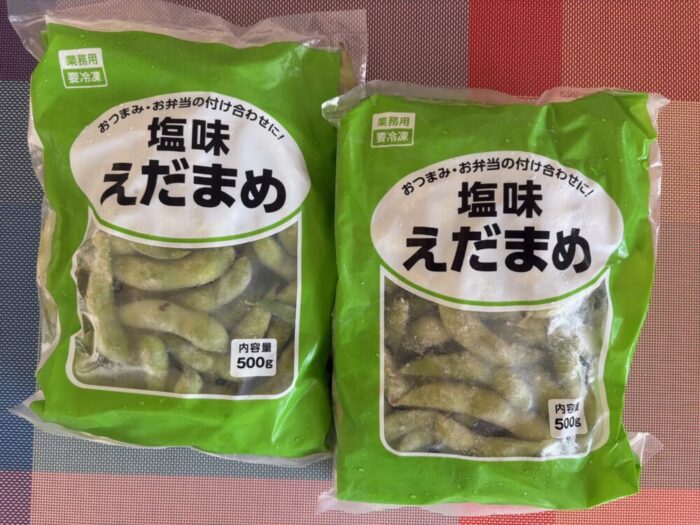 業務用
要冷凍
おつまみ・お弁当の付け合わせに!
塩味
えだまめ
内容量
500g
業務用
要冷凍
おつまみ・お弁当の付け合わせに!
塩味
えだまめ
内容量
500g